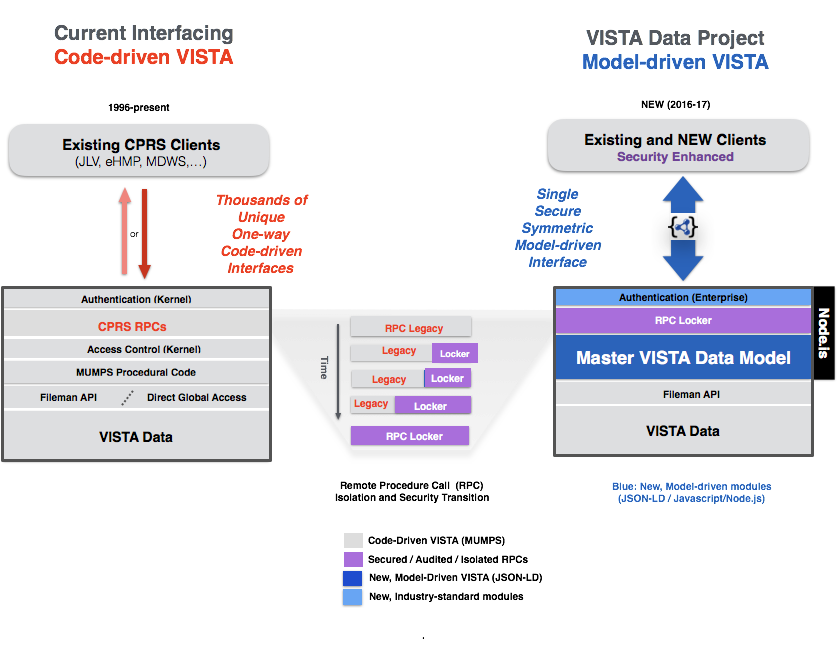 Current Interfacing
Code-driven VISTA
1996-present
Existing CPRS Clients
(JLV, eHMP, MDWS,...)
or
Thousands of
Unique
One-way
Code-driven
Interfaces
Authentication (Kernel)
CPRS RPCs
Access Control (Kernel)
MUMPS Procedural Code
Fileman API
Direct Global Access
VISTA Data
Time
RPC Legacy
Legacy Locker
Legacy Locker
Legacy Locker
RPC Locker
Remote Procedure Call (RPC)
Isolation and Security Transition
VISTA Data Project
Model-driven VISTA
NEW (2016-17)
Existing and NEW Clients
Security Enhanced
Single
Secure
Symmetric
Model-driven
Interface
{ }
Authentication (Enterprise)
RPC Locker
Master VISTA Data Model
Fileman API
VISTA Data
Node.js
Blue: New, Model-driven modules
(JSON-LD / Javascript/Node.js)
Code-Driven VISTA (MUMPS)
Secured / Audited / Isolated RPCs
New, Model-Driven VISTA (JSON-LD)
New, Industry-standard modules
.